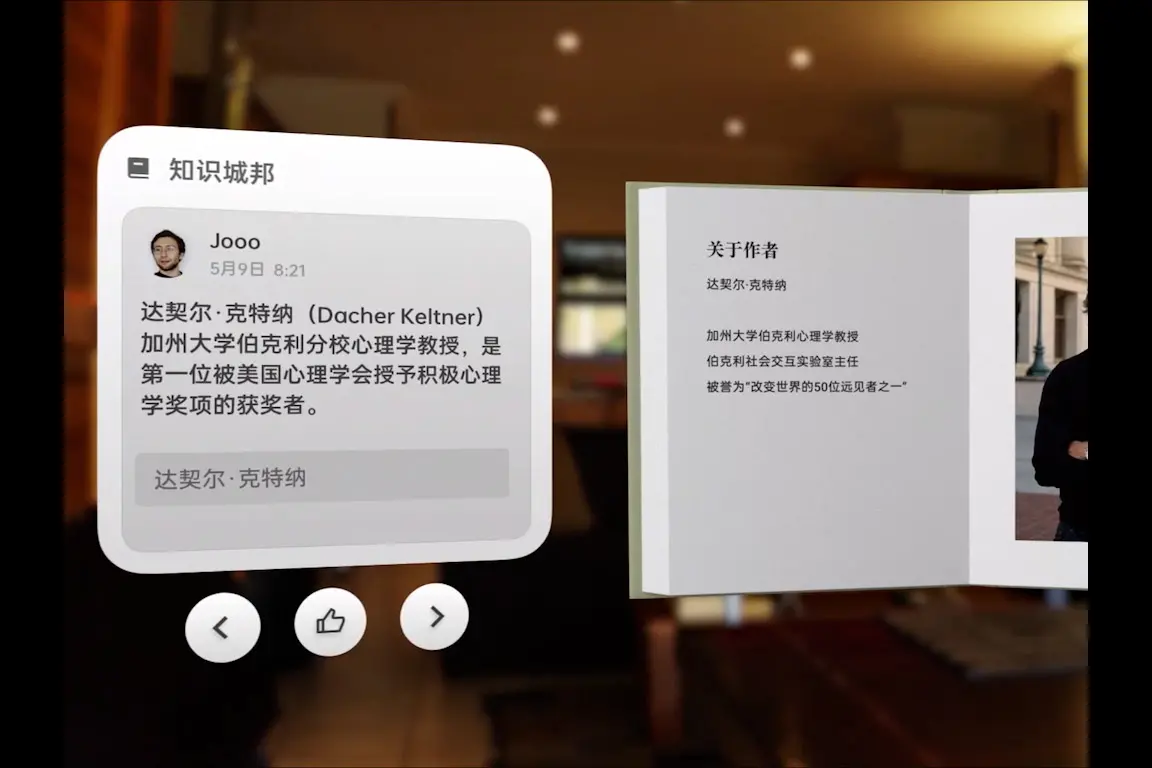 知识城邦
Jooo
5月9日 8:21
达契尔·克特纳（Dacher Keltner）
加州大学伯克利分校心理学教授，是
第一位被美国心理学会授予积极心理
学奖项的获奖者。
达契尔·克特纳
关于作者
达契尔·克特纳
加州大学伯克利心理学教授
伯克利社会交互实验室主任
被誉为“改变世界的50位远见者之一”